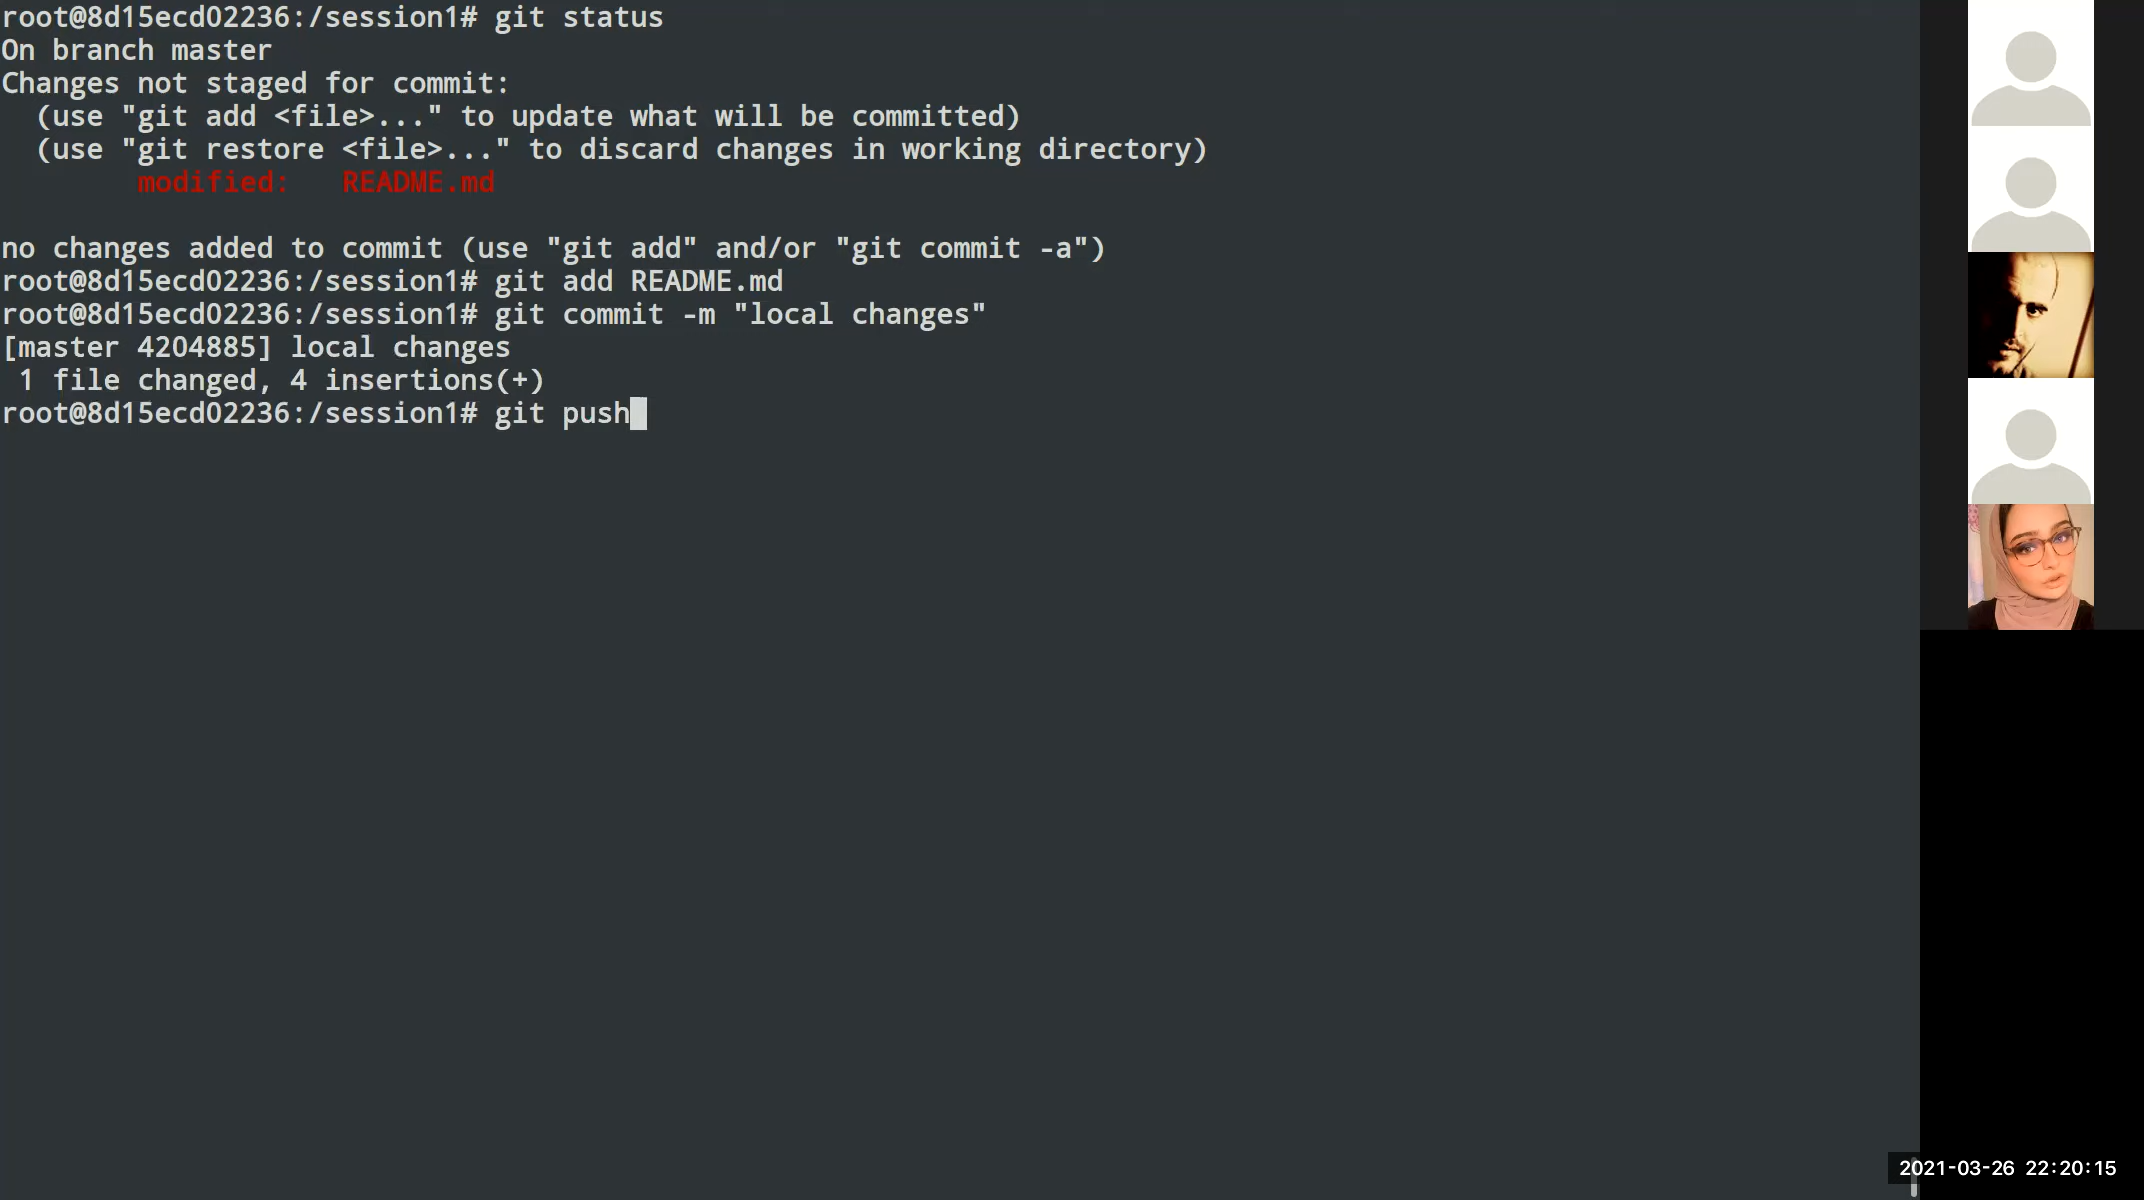 root@8d15ecd02236:/session1# git status
On branch master
Changes not staged for commit:
  (use "git add <file>..." to update what will be committed)
  (use "git restore <file>..." to discard changes in working directory)
        modified:   README.md

no changes added to commit (use "git add" and/or "git commit -a")
root@8d15ecd02236:/session1# git add README.md
root@8d15ecd02236:/session1# git commit -m "local changes"
[master 4204885] local changes
 1 file changed, 4 insertions(+)
root@8d15ecd02236:/session1# git push
2021-03-26 22:20:15